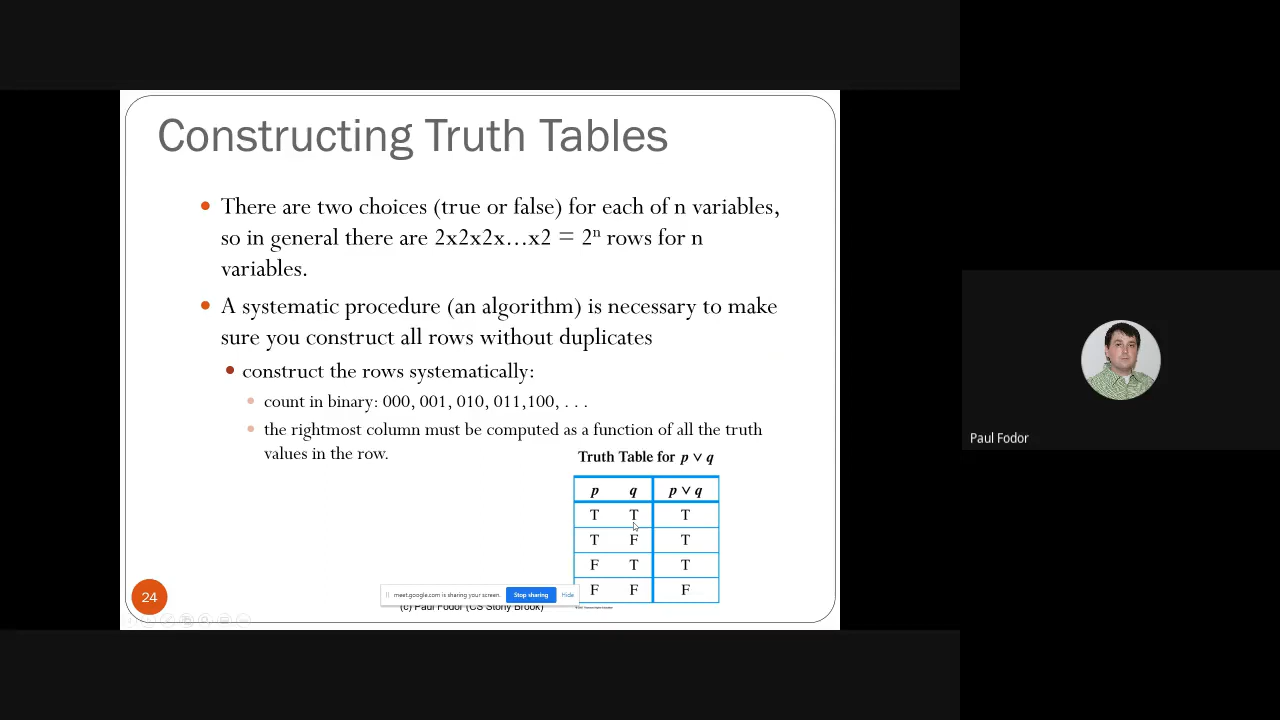 Constructing Truth Tables
• There are two choices (true or false) for each of n variables,
so in general there are 2x2x2x…x2 = 2ⁿ rows for n
variables.
• A systematic procedure (an algorithm) is necessary to make
sure you construct all rows without duplicates
• construct the rows systematically:
• count in binary: 000, 001, 010, 011,100, . . .
• the rightmost column must be computed as a function of all the truth
values in the row.
Truth Table for p ∨ q
p q p ∨ q
T T T
T F T
F T T
F F F
meet.google.com is sharing your screen. Stop sharing Hide
24
(c) Paul Fodor (CS Stony Brook)
Paul Fodor